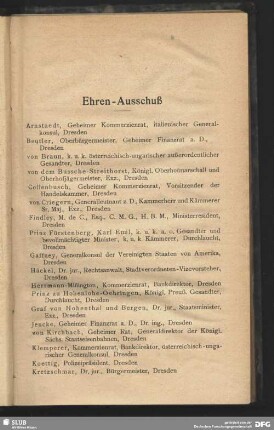 Ehren-Ausschuß
Arnstaedt, Geheimer Kommerzienrat, italienischer General-
konsul, Dresden
Beutler, Oberbürgermeister, Geheimer Finanzrat a. D.,
Dresden
von Braun, k. u. k. österreichisch-ungarischer außerordentlicher
Gesandter, Dresden
von dem Bussche-Streithorst, Königl. Oberhofmarschall und
Oberhofjägermeister, Exz., Dresden
Collenbusch, Geheimer Kommerzienrat, Vorsitzender der
Handelskammer, Dresden
von Criegern, Generalleutnant z. D., Kammerherr und Kämmerer
Sr. Maj., Exz., Dresden
Findlay, M. de C., Esq., C. M. G., H. B. M., Ministerresident,
Dresden
Prinz Fürstenberg, Karl Emil, k. u. k. a. o. Gesandter und
bevollmächtigter Minister, k. u. k. Kämmerer, Durchlaucht,
Dresden
Gaffney, Generalkonsul der Vereinigten Staaten von Amerika,
Dresden
Häckel, Dr. jur., Rechtsanwalt, Stadtverordneten-Vizevorsteher,
Dresden
Herrmann-Millington, Kommerzienrat, Bankdirektor, Dresden
Prinz zu Hohenlohe-Oehringen, Königl. Preuß. Gesandter,
Durchlaucht, Dresden
Graf von Hohenthal und Bergen, Dr. jur., Staatsminister,
Exz., Dresden
Jencke, Geheimer Finanzrat a. D., Dr. ing., Dresden
von Kirchbach, Geheimer Rat, Generaldirektor der Königl.
Sächs. Staatseisenbahnen, Dresden
Klemperer, Kommerzienrat, Bankdirektor, österreichisch-unga-
rischer Generalkonsul, Dresden
Koettig, Polizeipräsident, Dresden
Kretzschmar, Dr. jur., Bürgermeister, Dresden
SLUB
DFG